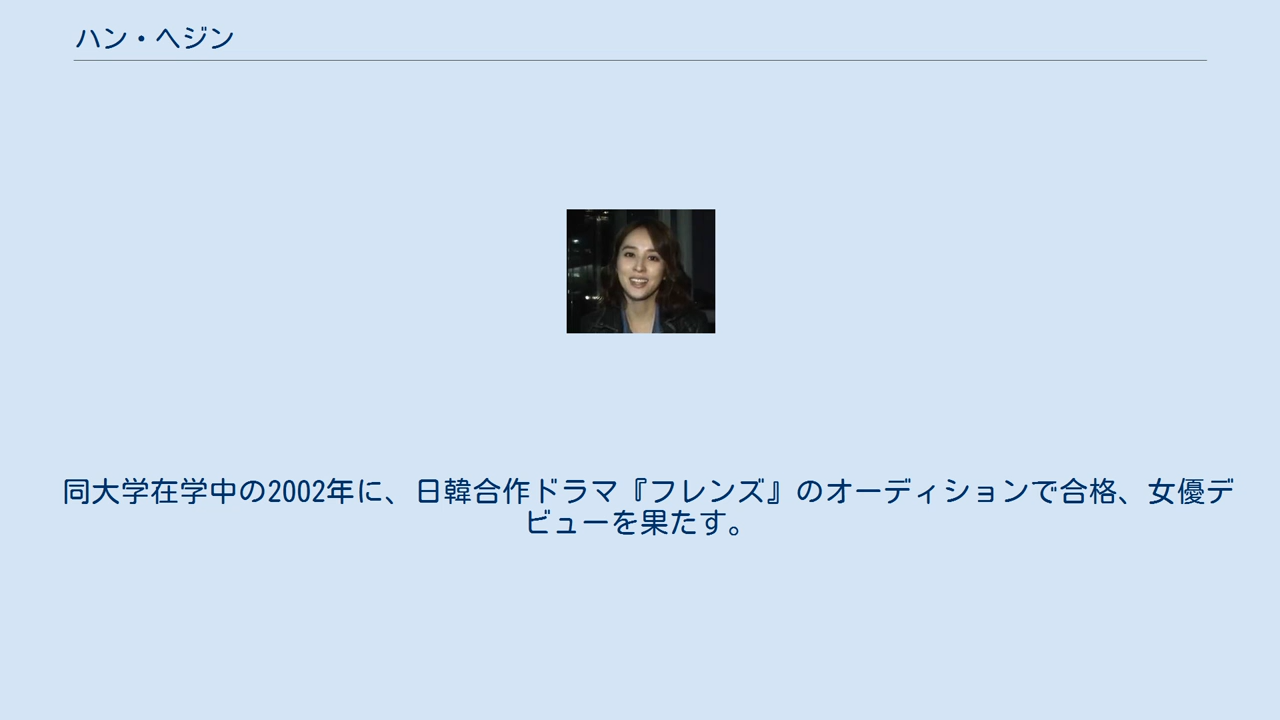 ハン・ヘジン
同大学在学中の2002年に、日韓合作ドラマ『フレンズ』のオーディションで合格、女優デ
ビューを果たす。